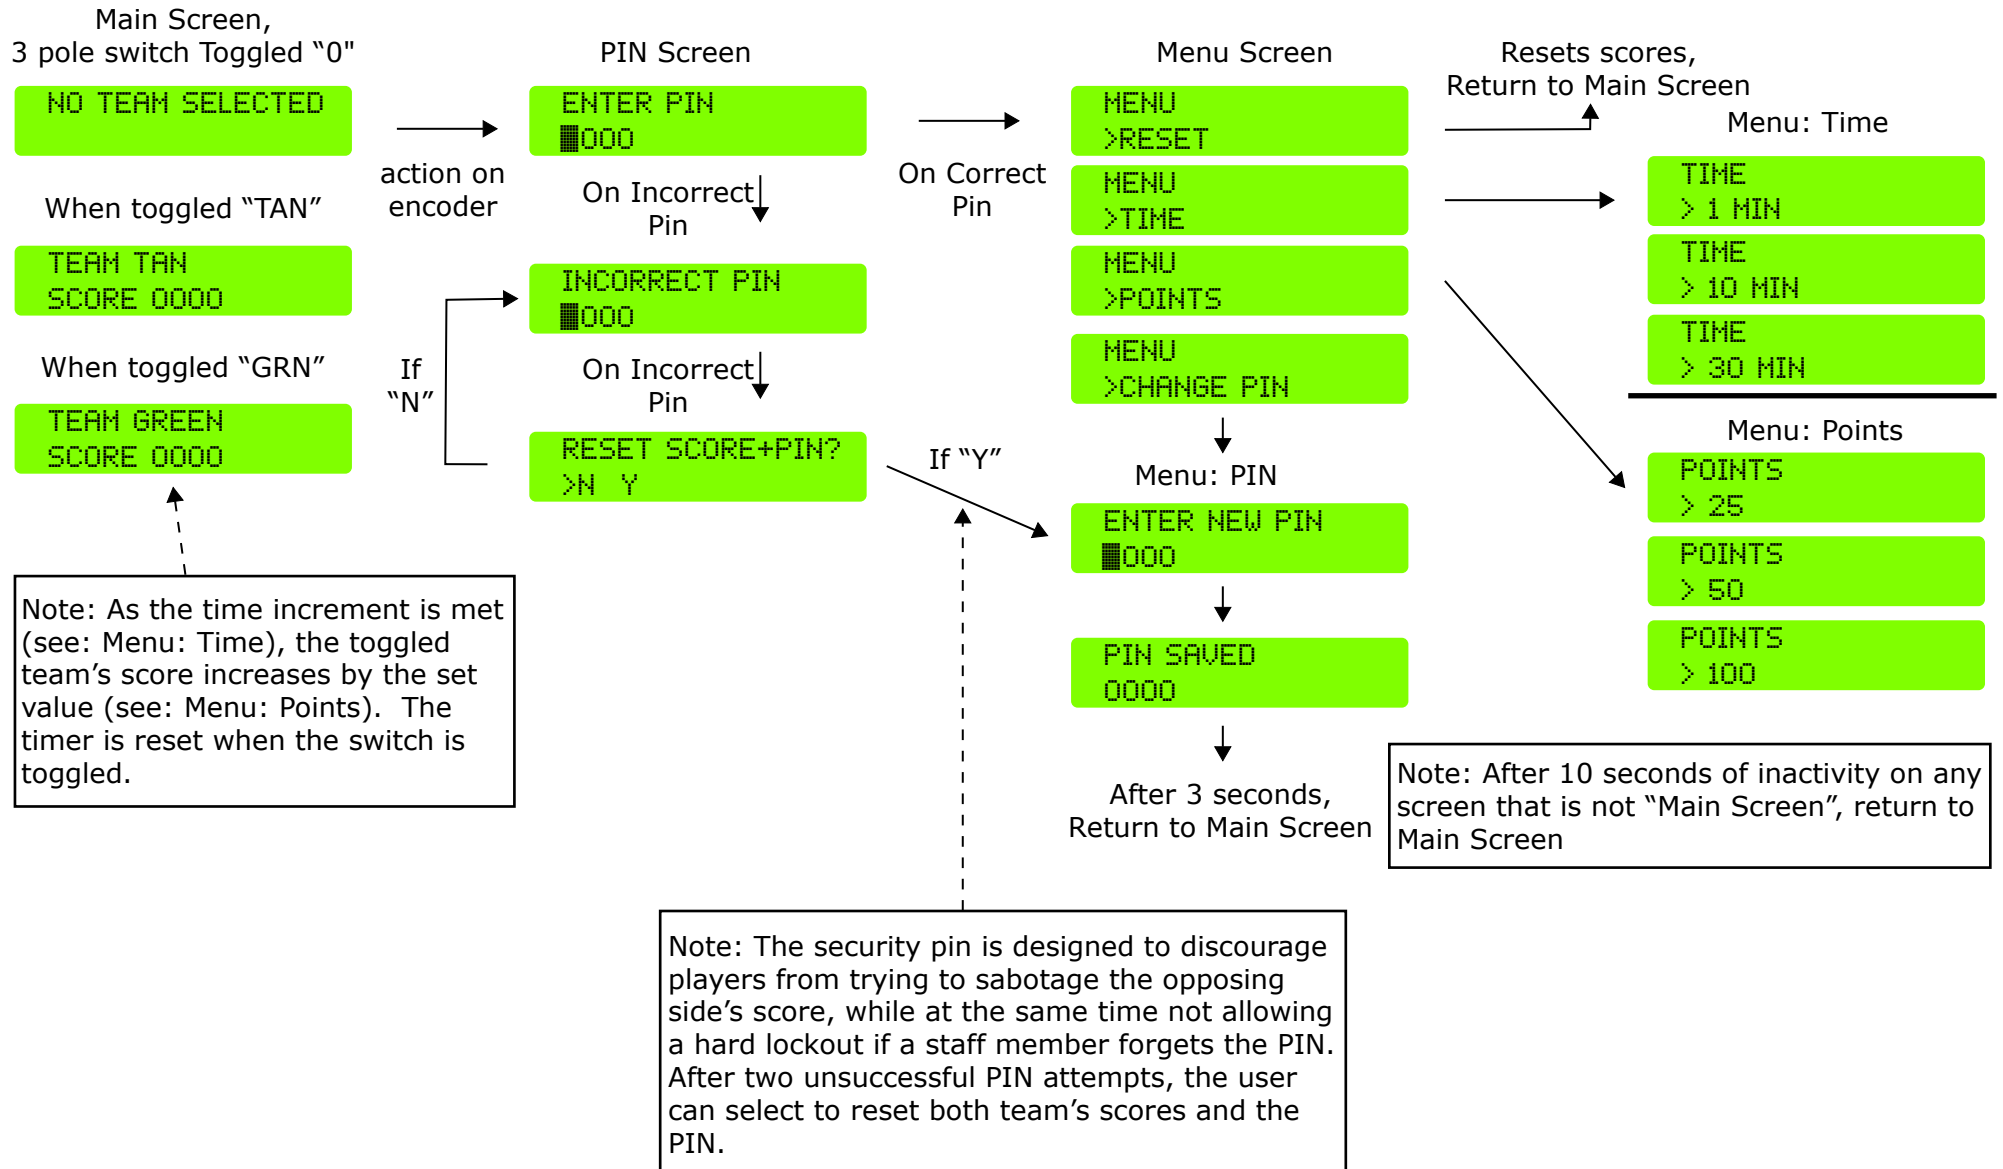 Main Screen,
3 pole switch Toggled “0"
NO TEAM SELECTED
When toggled “TAN”
TEAM TAN
SCORE 0000
When toggled “GRN”
TEAM GREEN
SCORE 0000
Note: As the time increment is met
(see: Menu: Time), the toggled
team’s score increases by the set
value (see: Menu: Points).  The
timer is reset when the switch is
toggled.
action on
encoder
PIN Screen
ENTER PIN
000
On Incorrect
Pin
INCORRECT PIN
000
If
“N”
On Incorrect
Pin
RESET SCORE+PIN?
>N Y
If “Y”
On Correct
Pin
Menu Screen
MENU
>RESET
MENU
>TIME
MENU
>POINTS
MENU
>CHANGE PIN
Menu: PIN
ENTER NEW PIN
000
PIN SAVED
0000
After 3 seconds,
Return to Main Screen
Resets scores,
Return to Main Screen
Menu: Time
TIME
> 1 MIN
TIME
> 10 MIN
TIME
> 30 MIN
Menu: Points
POINTS
> 25
POINTS
> 50
POINTS
> 100
Note: After 10 seconds of inactivity on any
screen that is not “Main Screen”, return to
Main Screen
Note: The security pin is designed to discourage
players from trying to sabotage the opposing
side’s score, while at the same time not allowing
a hard lockout if a staff member forgets the PIN.
After two unsuccessful PIN attempts, the user
can select to reset both team’s scores and the
PIN.